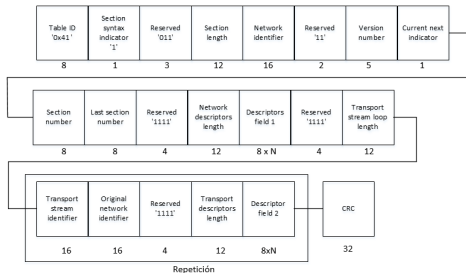 Table ID
'0x41'
Section
syntax
indicator
'1'
Reserved
'011'
Section
length
Network
identifier
Reserved
'11'
Version
number
Current next
indicator
8
1
3
12
16
2
5
1
Section
number
Last section
number
Reserved
'1111'
Network
descriptors
length
Descriptors
field 1
Reserved
'1111'
Transport
stream loop
length
8
8
4
12
8 x N
4
12
Transport
stream
identifier
Original
network
identifier
Reserved
'1111'
Transport
descriptors
length
Descriptor
field 2
CRC
16
16
4
12
8xN
32
Repetición